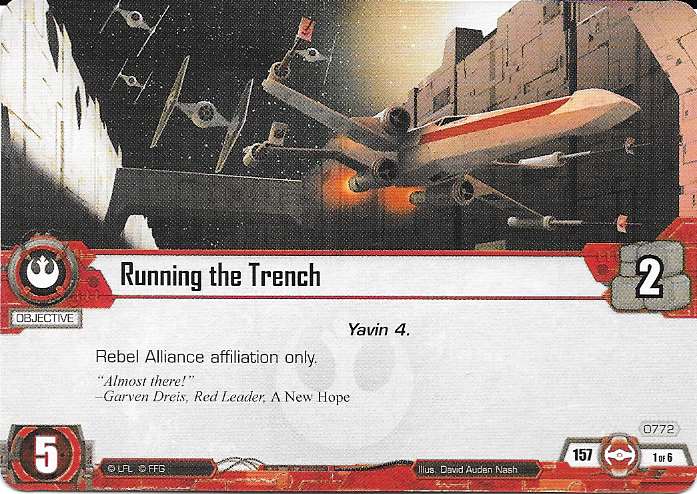 Running the Trench
2
OBJECTIVE
Yavin 4.
Rebel Alliance affiliation only.
“Almost there!”
–Garven Dreis, Red Leader, A New Hope
0772
5
© LFL © FFG
Illus. David Auden Nash
157
1 OF 6